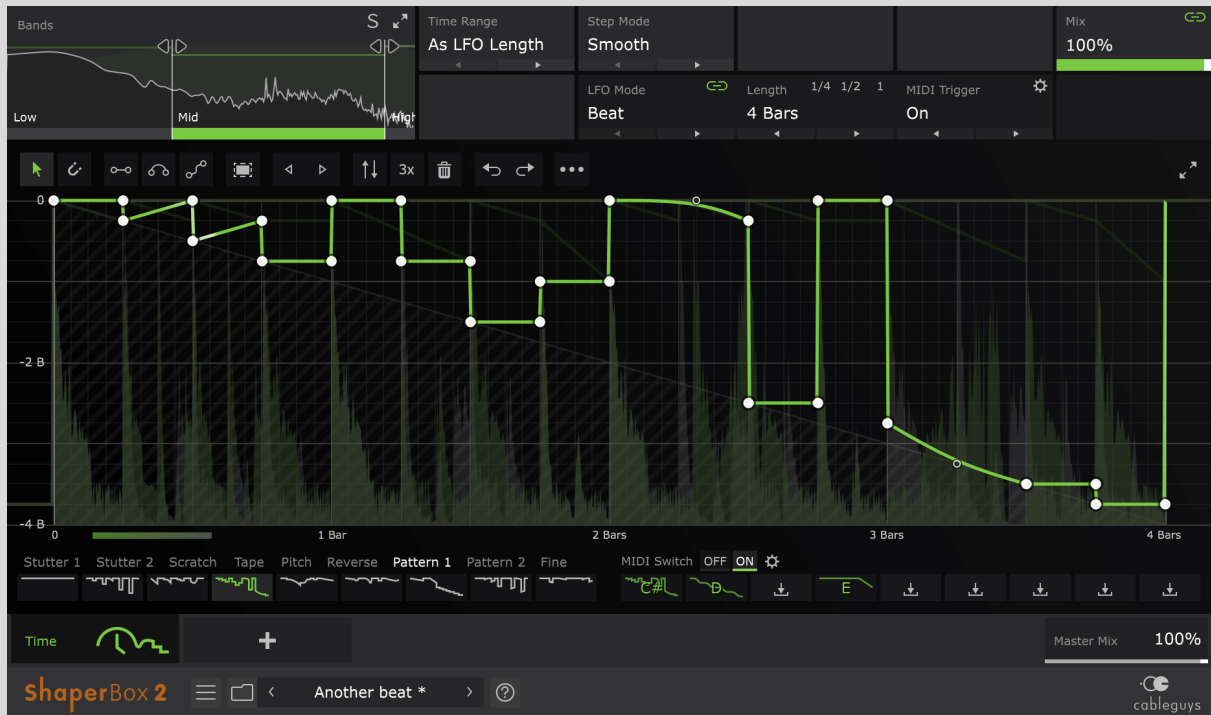 Bands S
Time Range
As LFO Length
Step Mode
Smooth
Mix
100%
Low Mid High
LFO Mode
Beat
Length 1/4 1/2 1
4 Bars
MIDI Trigger
On
3x
0
-2 B
-4 B
0 1 Bar 2 Bars 3 Bars 4 Bars
Stutter 1 Stutter 2 Scratch Tape Pitch Reverse Pattern 1 Pattern 2 Fine
MIDI Switch OFF ON
C# D E
Time
+
Master Mix 100%
ShaperBox 2
Another beat *
?
cableguys